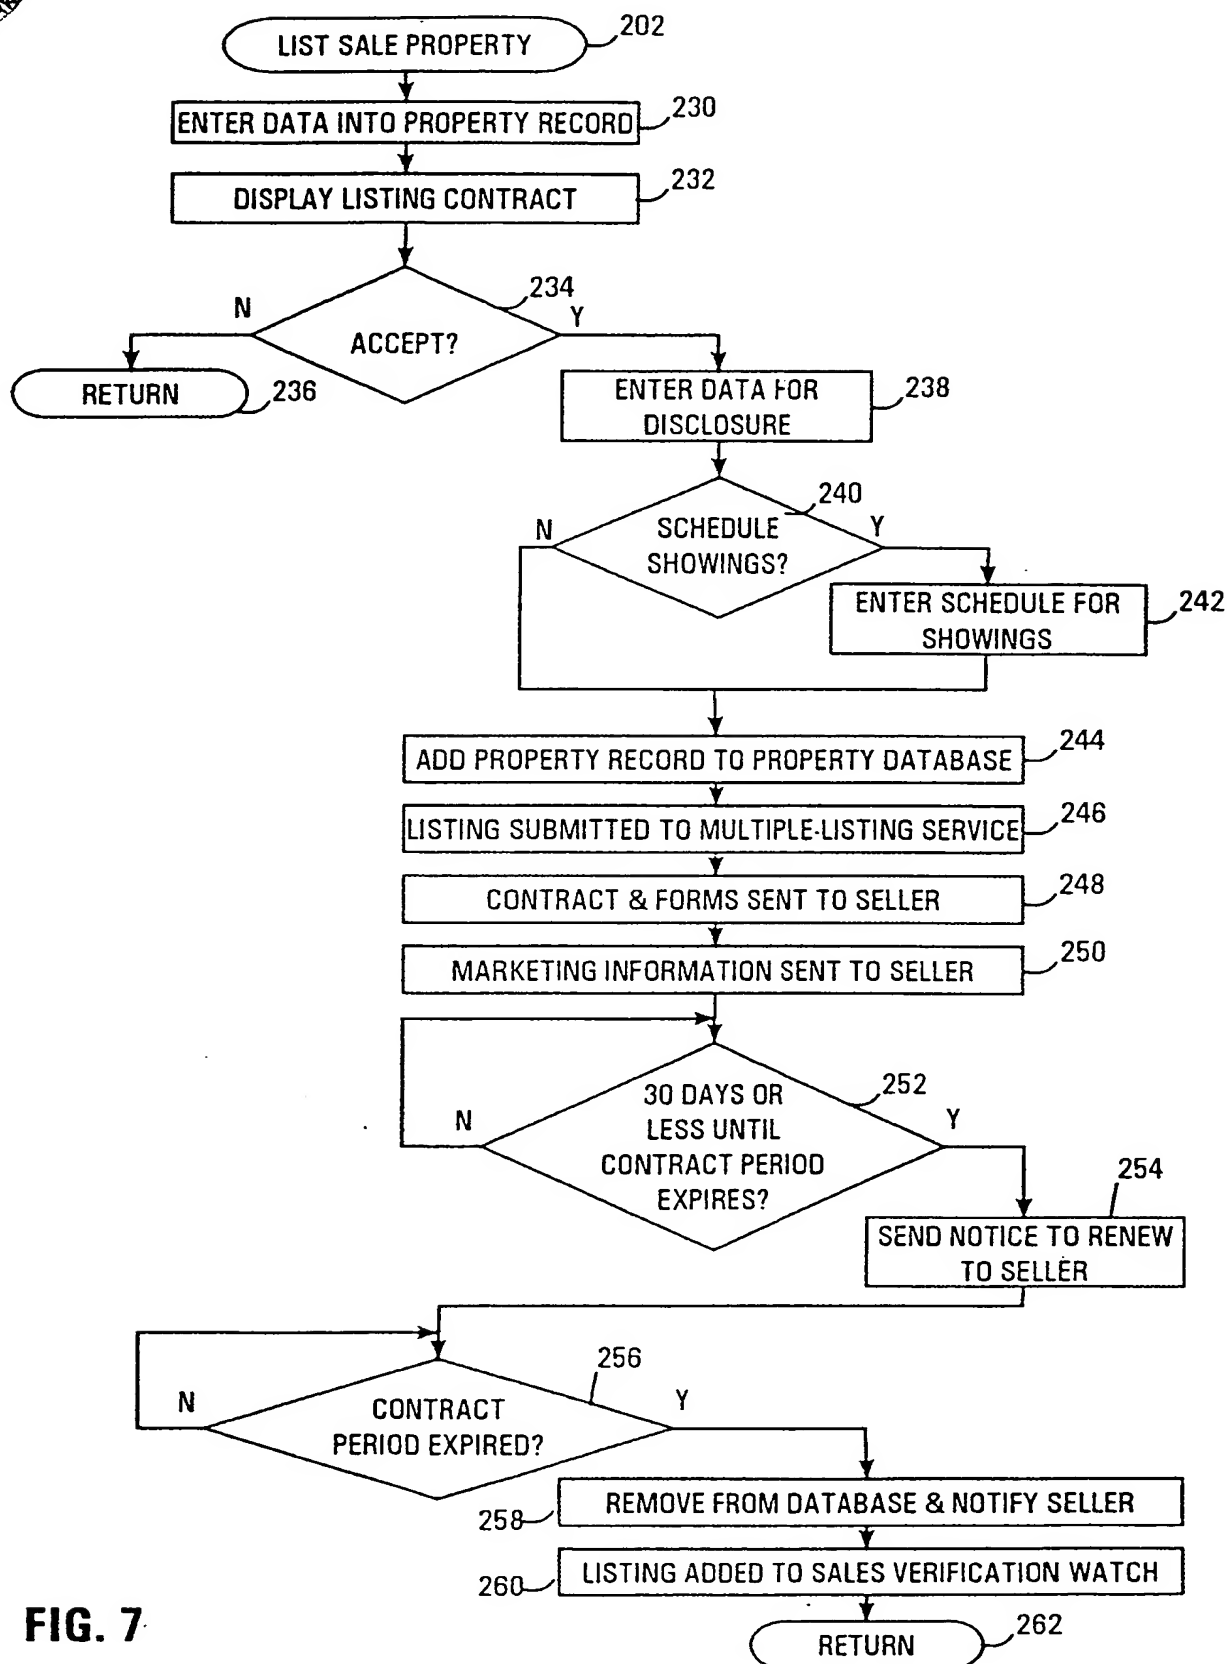 LIST SALE PROPERTY
202
ENTER DATA INTO PROPERTY RECORD
230
DISPLAY LISTING CONTRACT
232
234
N
Y
ACCEPT?
RETURN
236
ENTER DATA FOR
DISCLOSURE
238
240
N
Y
SCHEDULE
SHOWINGS?
ENTER SCHEDULE FOR
SHOWINGS
242
ADD PROPERTY RECORD TO PROPERTY DATABASE
244
LISTING SUBMITTED TO MULTIPLE-LISTING SERVICE
246
CONTRACT & FORMS SENT TO SELLER
248
MARKETING INFORMATION SENT TO SELLER
250
252
30 DAYS OR
LESS UNTIL
CONTRACT PERIOD
EXPIRES?
N
Y
254
SEND NOTICE TO RENEW
TO SELLER
256
N
Y
CONTRACT
PERIOD EXPIRED?
258
REMOVE FROM DATABASE & NOTIFY SELLER
260
LISTING ADDED TO SALES VERIFICATION WATCH
RETURN
262
FIG. 7